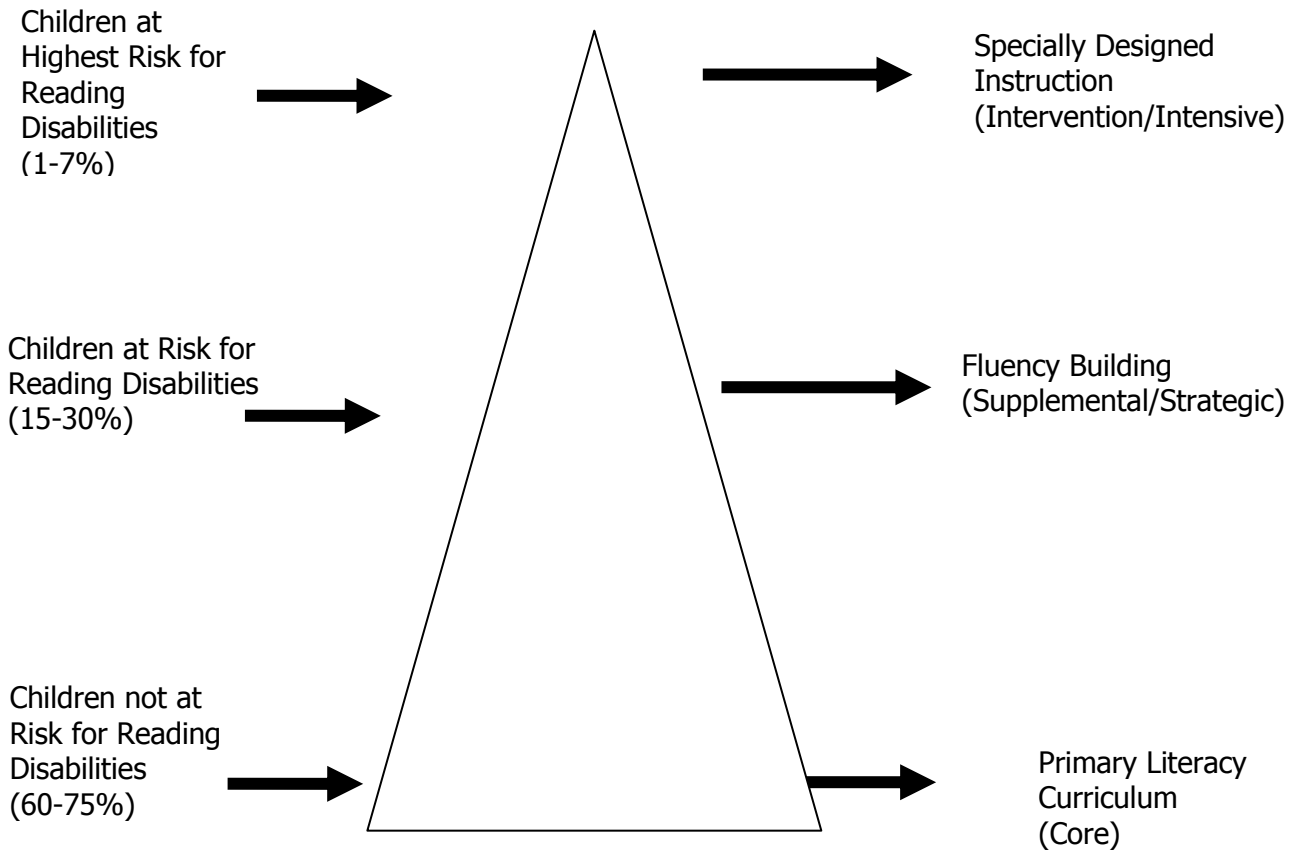 Children at
Highest Risk for
Reading
Disabilities
(1-7%)
Specially Designed
Instruction
(Intervention/Intensive)
Children at Risk for
Reading Disabilities
(15-30%)
Fluency Building
(Supplemental/Strategic)
Children not at
Risk for Reading
Disabilities
(60-75%)
Primary Literacy
Curriculum
(Core)